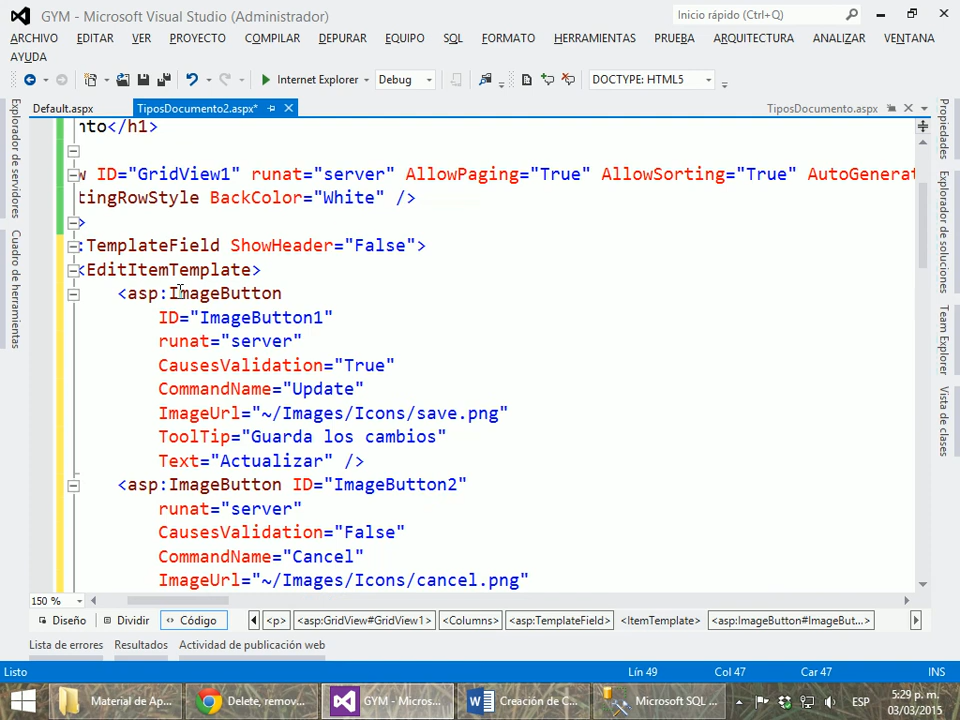 GYM - Microsoft Visual Studio (Administrador)
Inicio rápido (Ctrl+Q)
ARCHIVO EDITAR VER PROYECTO COMPILAR DEPURAR EQUIPO SQL FORMATO HERRAMIENTAS PRUEBA ARQUITECTURA ANALIZAR VENTANA
AYUDA
Internet Explorer Debug DOCTYPE: HTML5
Default.aspx TiposDocumento2.aspx* TiposDocumento.aspx
Explorador de servidores
Cuadro de herramientas
nto</h1>
w ID="GridView1" runat="server" AllowPaging="True" AllowSorting="True" AutoGenerat
tingRowStyle BackColor="White" />
>
:TemplateField ShowHeader="False">
<EditItemTemplate>
<asp:ImageButton
ID="ImageButton1"
runat="server"
CausesValidation="True"
CommandName="Update"
ImageUrl="~/Images/Icons/save.png"
ToolTip="Guarda los cambios"
Text="Actualizar" />
<asp:ImageButton ID="ImageButton2"
runat="server"
CausesValidation="False"
CommandName="Cancel"
ImageUrl="~/Images/Icons/cancel.png"
Propiedades
Explorador de soluciones
Team Explorer
Vista de clases
150 %
Diseño Dividir Código <p> <asp:GridView#GridView1> <Columns> <asp:TemplateField> <ItemTemplate> <asp:ImageButton#ImageBut...>
Lista de errores Resultados Actividad de publicación web
Listo Lín 49 Col 47 Car 47 INS
Material de Ap... Delete, remov... GYM - Micros... Creación de C... Microsoft SQL ... ESP 5:29 p. m.
03/03/2015